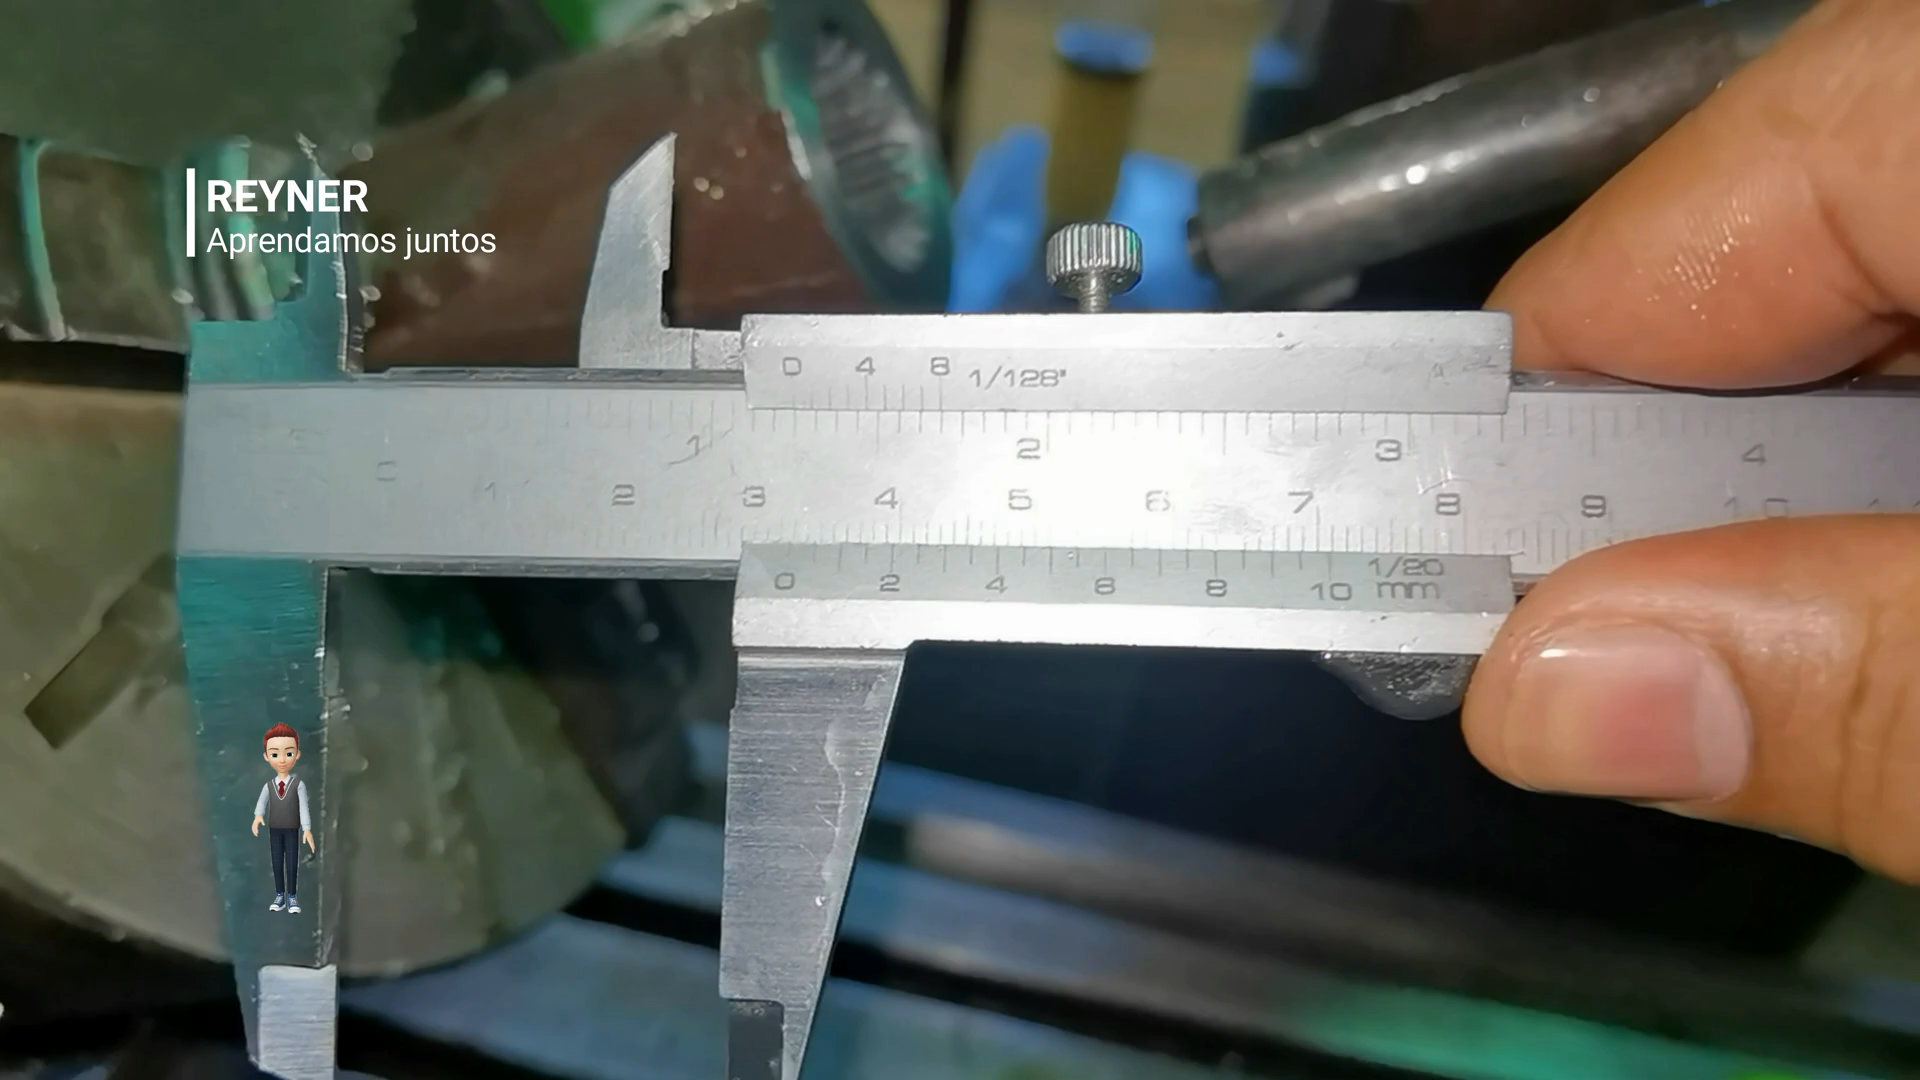 REYNER
Aprendamos juntos
0 4 8 1/128"
1 2 3 4
0 1 2 3 4 5 6 7 8 9 10
0 2 4 6 8 10 1/20
mm